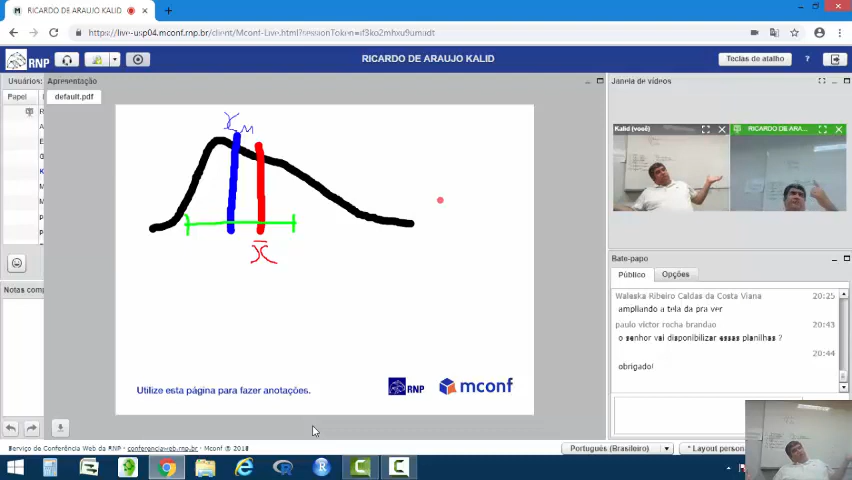 RICARDO DE ARAUJO KALID
https://live-usp04.mconf.rnp.br/client/Mconf-Live.html?sessionToken=if3ko2mhxu9umudt
RNP
RICARDO DE ARAUJO KALID
Teclas de atalho
?
Usuários:
Apresentação
Janela de vídeos
Papel
default.pdf
Kalid (você)
RICARDO DE ARA...
X̄
Utilize esta página para fazer anotações.
RNP
mconf
Notas comp
Bate-papo
Público
Opções
Waleska Ribeiro Caldas da Costa Viana 20:25
ampliando a tela da pra ver
paulo victor rocha brandao 20:43
o senhor vai disponibilizar essas planilhas ?
20:44
obrigado!
Serviço de Conferência Web da RNP - conferenciaweb.rnp.br - Mconf © 2018
Português (Brasileiro)
* Layout person